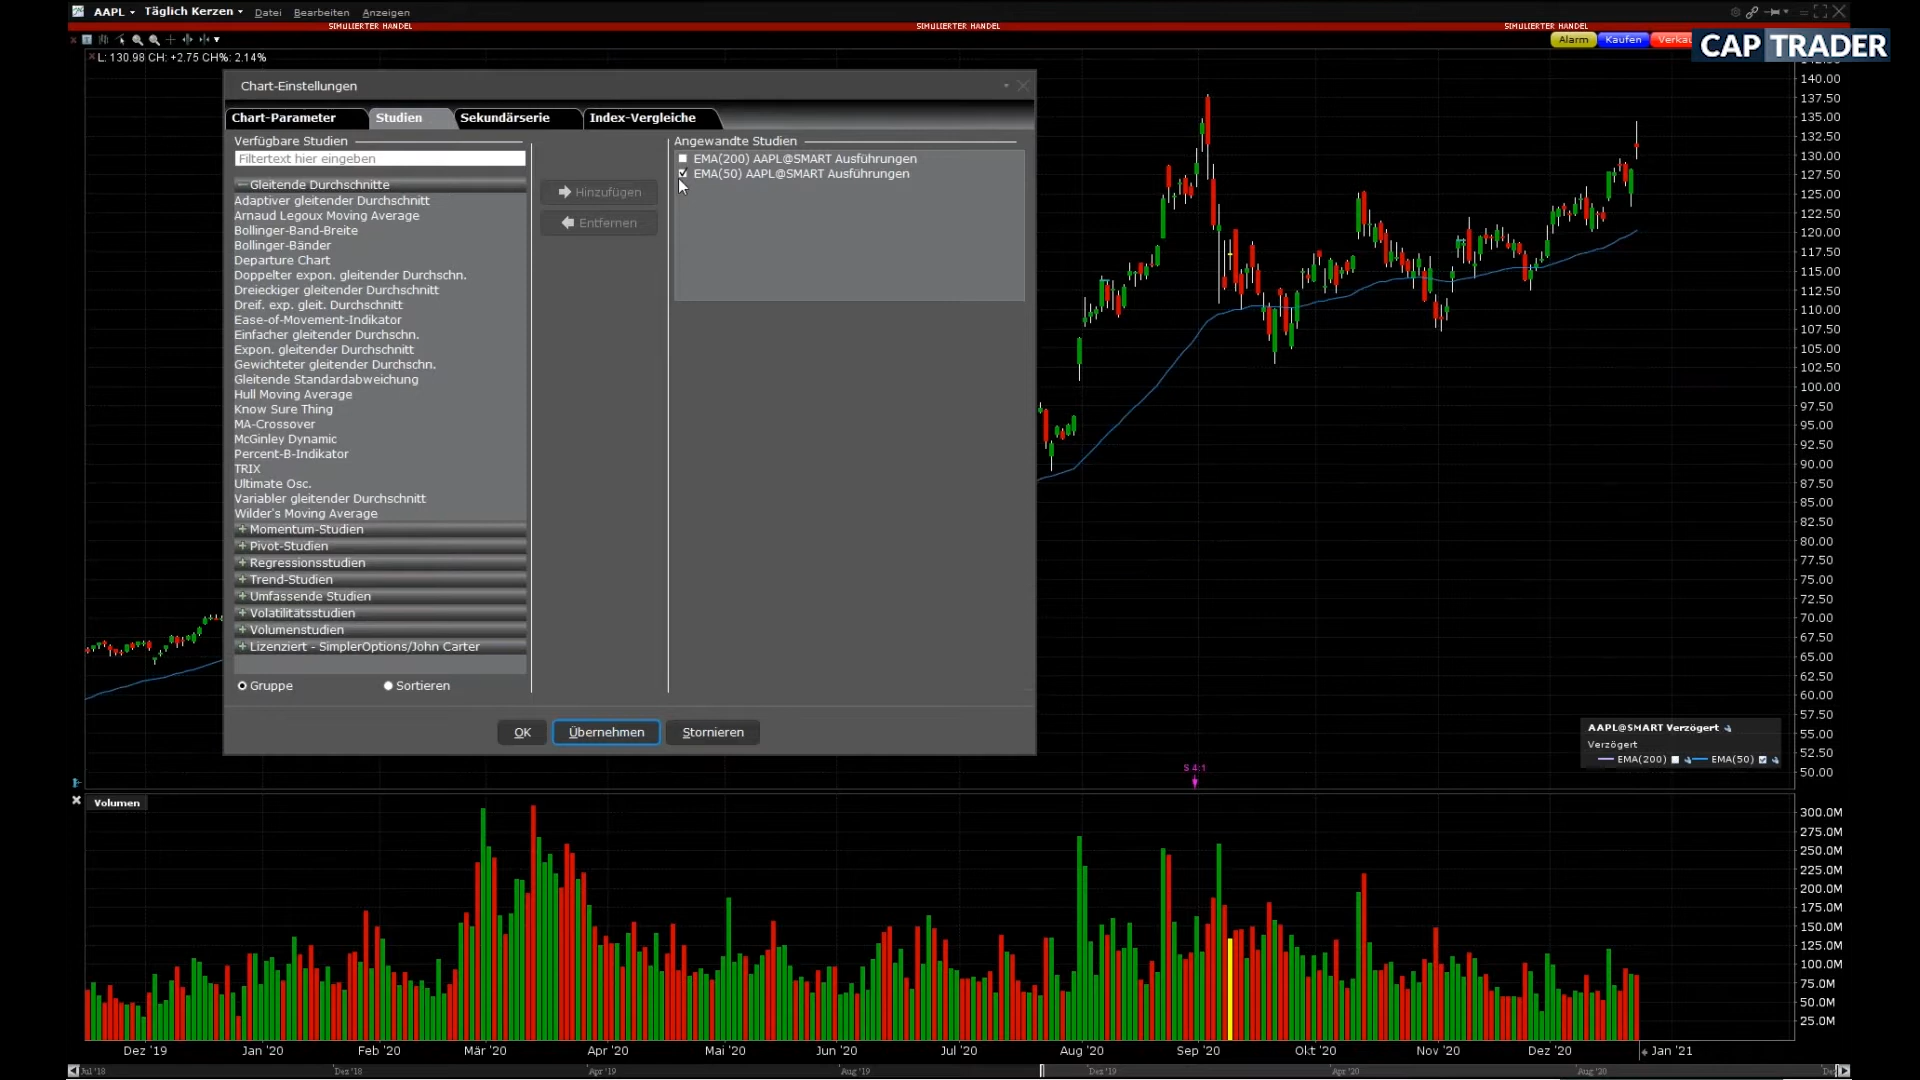 AAPL Täglich Kerzen Datei Bearbeiten Anzeigen
SIMULIERTER HANDEL SIMULIERTER HANDEL SIMULIERTER HANDEL
Alarm Kaufen
CAP TRADER
L: 130.98 CH: +2.75 CH%: 2.14%
Chart-Einstellungen
Chart-Parameter Studien Sekundärserie Index-Vergleiche
Verfügbare Studien
Filtertext hier eingeben
Gleitende Durchschnitte
Adaptiver gleitender Durchschnitt
Arnaud Legoux Moving Average
Bollinger-Band-Breite
Bollinger-Bänder
Departure Chart
Doppelter expon. gleitender Durchschn.
Dreieckiger gleitender Durchschnitt
Dreif. exp. gleit. Durchschnitt
Ease-of-Movement-Indikator
Einfacher gleitender Durchschn.
Expon. gleitender Durchschnitt
Gewichteter gleitender Durchschn.
Gleitende Standardabweichung
Hull Moving Average
Know Sure Thing
MA-Crossover
McGinley Dynamic
Percent-B-Indikator
TRIX
Ultimate Osc.
Variabler gleitender Durchschnitt
Wilder's Moving Average
+ Momentum-Studien
+ Pivot-Studien
+ Regressionsstudien
+ Trend-Studien
+ Umfassende Studien
+ Volatilitätsstudien
+ Volumenstudien
+ Lizenziert - SimplerOptions/John Carter
Gruppe Sortieren
Hinzufügen
Entfernen
Angewandte Studien
EMA(200) AAPL@SMART Ausführungen
EMA(50) AAPL@SMART Ausführungen
OK Übernehmen Stornieren
140.00
137.50
135.00
132.50
130.00
127.50
125.00
122.50
120.00
117.50
115.00
112.50
110.00
107.50
105.00
102.50
100.00
97.50
95.00
92.50
90.00
87.50
85.00
82.50
80.00
77.50
75.00
72.50
70.00
67.50
65.00
62.50
60.00
57.50
55.00
52.50
50.00
AAPL@SMART Verzögert
Verzögert
EMA(200) EMA(50)
S 4:1
Volumen
300.0M
275.0M
250.0M
225.0M
200.0M
175.0M
150.0M
125.0M
100.0M
75.0M
50.0M
25.0M
Dez '19 Jan '20 Feb '20 Mär '20 Apr '20 Mai '20 Jun '20 Jul '20 Aug '20 Sep '20 Okt '20 Nov '20 Dez '20 Jan '21
Jul '18 Dez '18 Apr '19 Aug '19 Dez '19 Apr '20 Aug '20